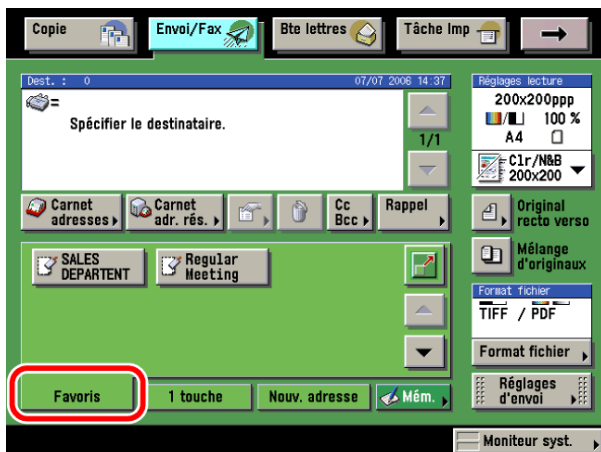 Copie
Envoi/Fax
Bte lettres
Tâche Imp
Dest. : 0
07/07 2006 14:37
Spécifier le destinataire.
1/1
Carnet
adresses
Carnet
adr. rés.
Cc
Bcc
Rappel
SALES
DEPARTENT
Regular
Meeting
Favoris
1 touche
Nouv. adresse
Mém.
Réglages lecture
200x200ppp
100 %
A4
Clr/N&B
200x200
Original
recto verso
Mélange
d'originaux
Format fichier
TIFF / PDF
Format fichier
Réglages
d'envoi
Moniteur syst.